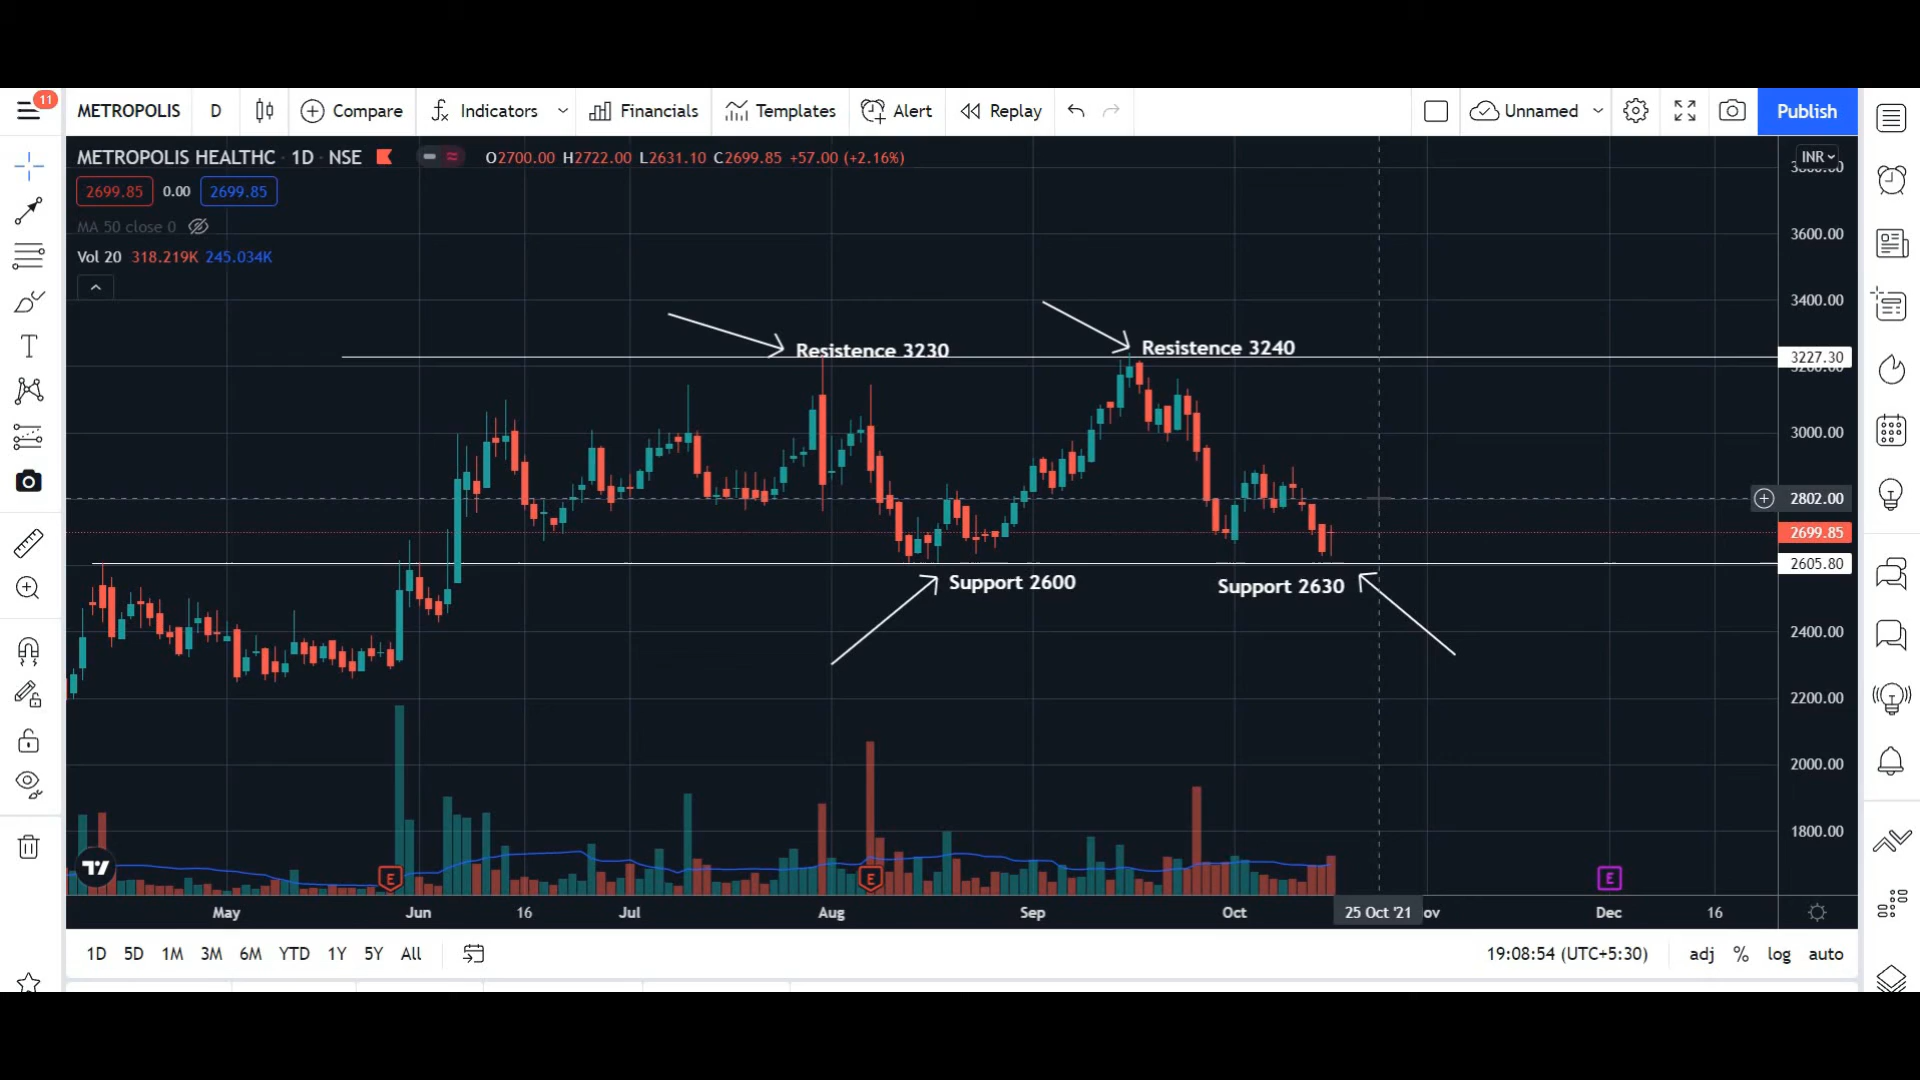 11
METROPOLIS D Compare Indicators Financials Templates Alert Replay Unnamed Publish
METROPOLIS HEALTHC · 1D · NSE O2700.00 H2722.00 L2631.10 C2699.85 +57.00 (+2.16%)
INR
2699.85 0.00 2699.85
MA 50 close 0
Vol 20 318.219K 245.034K
3600.00
3400.00
Resistence 3230 Resistence 3240
3227.30
3200.00
3000.00
2802.00
2699.85
2605.80
Support 2600 Support 2630
2400.00
2200.00
2000.00
1800.00
E E E
May Jun 16 Jul Aug Sep Oct 25 Oct '21 ov Dec 16
1D 5D 1M 3M 6M YTD 1Y 5Y All 19:08:54 (UTC+5:30) adj % log auto